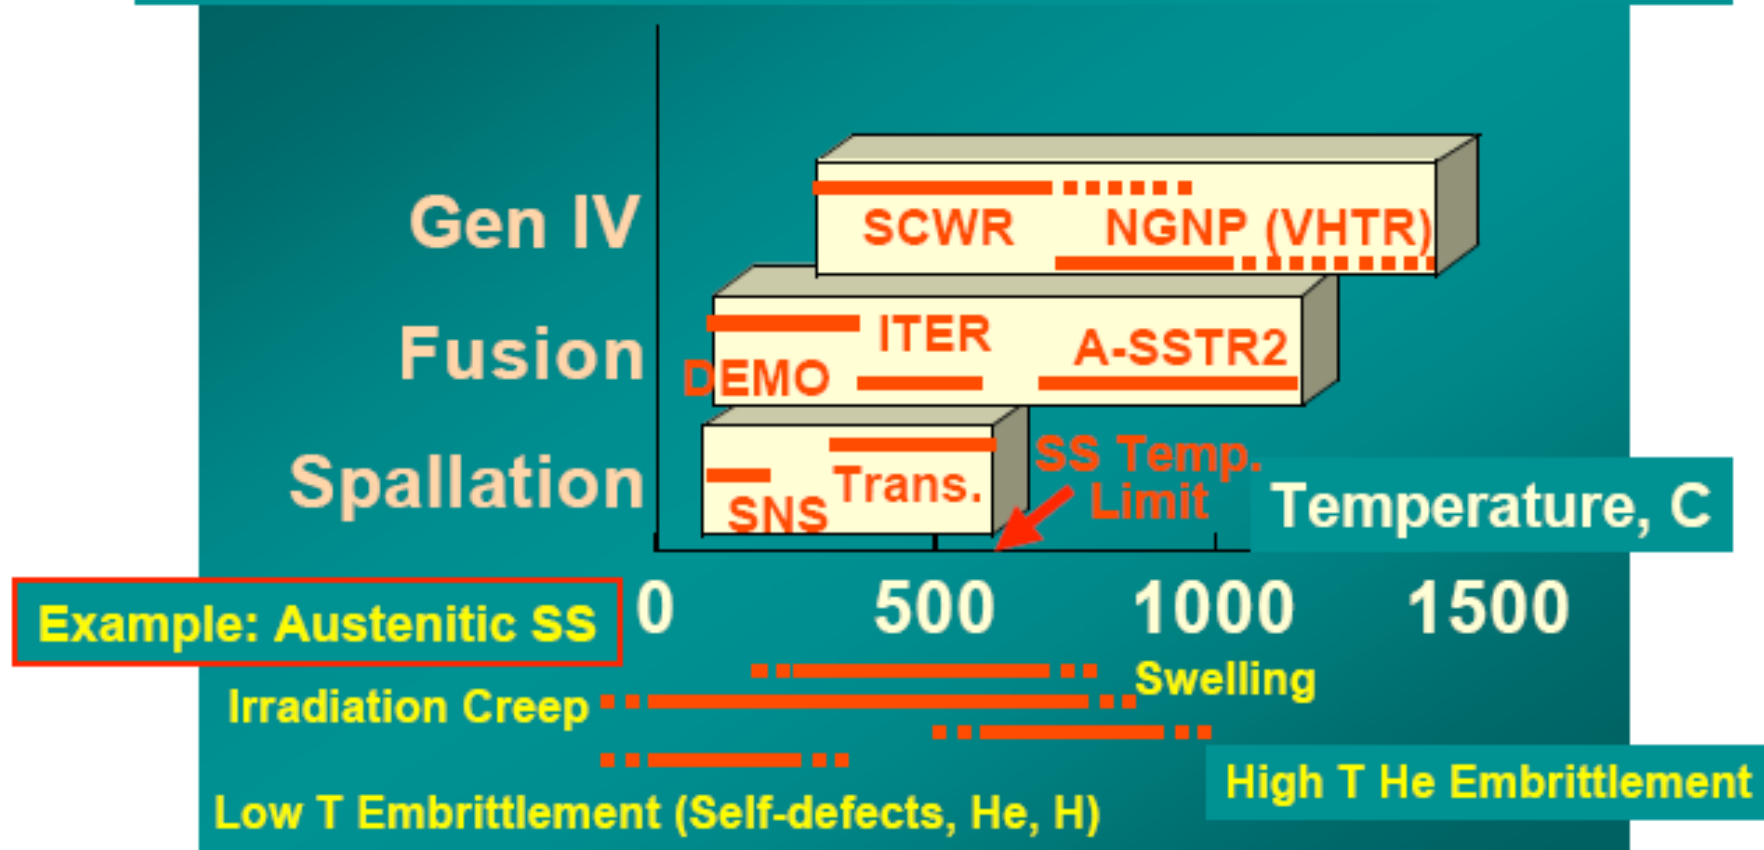 Gen IV
SCWR
NGNP (VHTR)
Fusion
ITER
A-SSTR2
DEMO
Spallation
Trans.
SNS
SS Temp.
Limit
Temperature, C
0 500 1000 1500
Example: Austenitic SS
Swelling
Irradiation Creep
High T He Embrittlement
Low T Embrittlement (Self-defects, He, H)